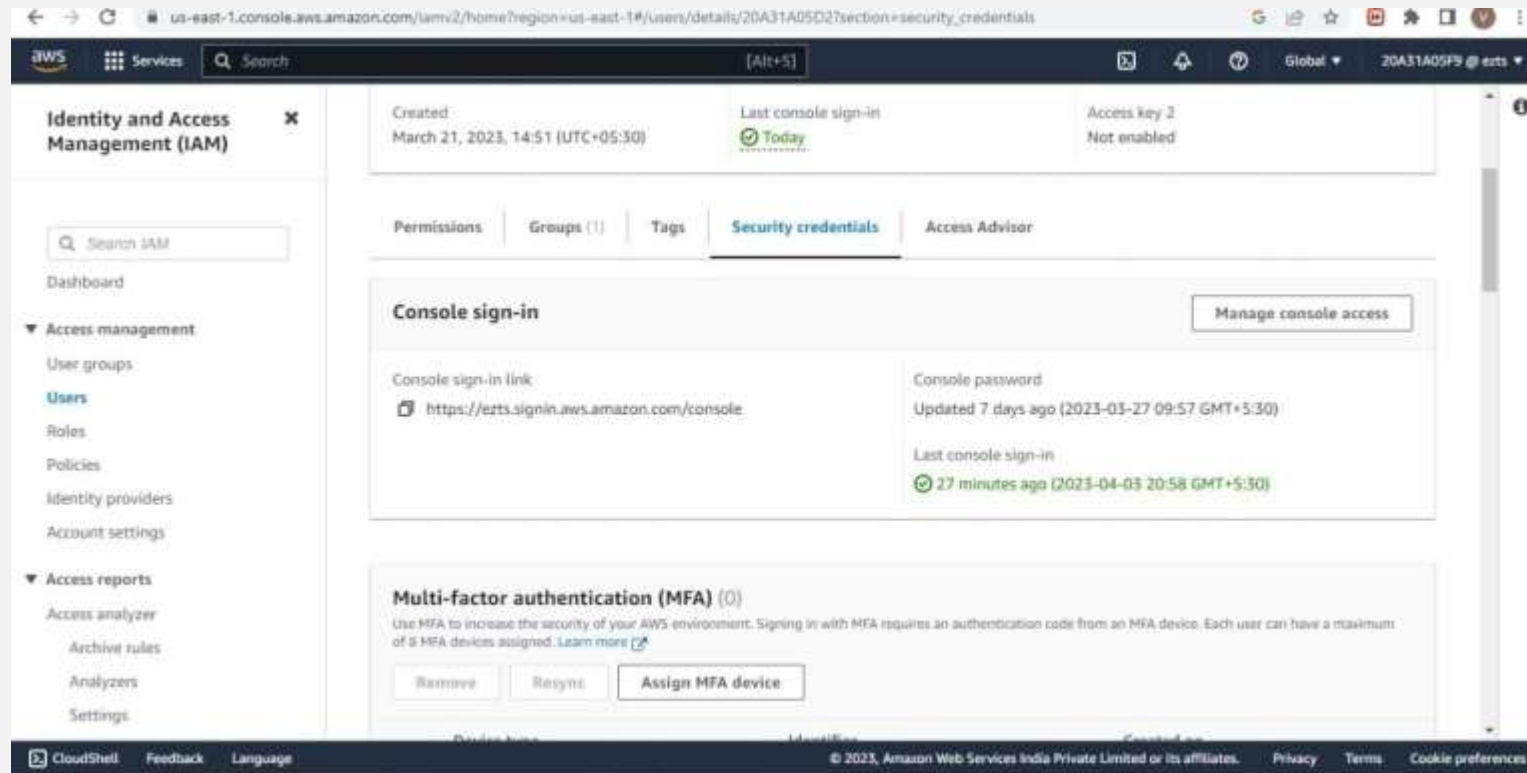 us-east-1.console.aws.amazon.com/iamv2/home?region=us-east-1#/users/details/20A31A05D2?section=security_credentials
aws Services Search [Alt+S] Global 20A31A05F9 @ ezts
Identity and Access Management (IAM)
Search IAM
Dashboard
Access management
User groups
Users
Roles
Policies
Identity providers
Account settings
Access reports
Access analyzer
Archive rules
Analyzers
Settings
Created
March 21, 2023, 14:51 (UTC+05:30)
Last console sign-in
Today
Access key 2
Not enabled
Permissions Groups (1) Tags Security credentials Access Advisor
Console sign-in
Manage console access
Console sign-in link
https://ezts.signin.aws.amazon.com/console
Console password
Updated 7 days ago (2023-03-27 09:57 GMT+5:30)
Last console sign-in
27 minutes ago (2023-04-03 20:58 GMT+5:30)
Multi-factor authentication (MFA) (0)
Use MFA to increase the security of your AWS environment. Signing in with MFA requires an authentication code from an MFA device. Each user can have a maximum
of 8 MFA devices assigned. Learn more
Remove Resync Assign MFA device
Device type Identifier Created on
CloudShell Feedback Language © 2023, Amazon Web Services India Private Limited or its affiliates. Privacy Terms Cookie preferences